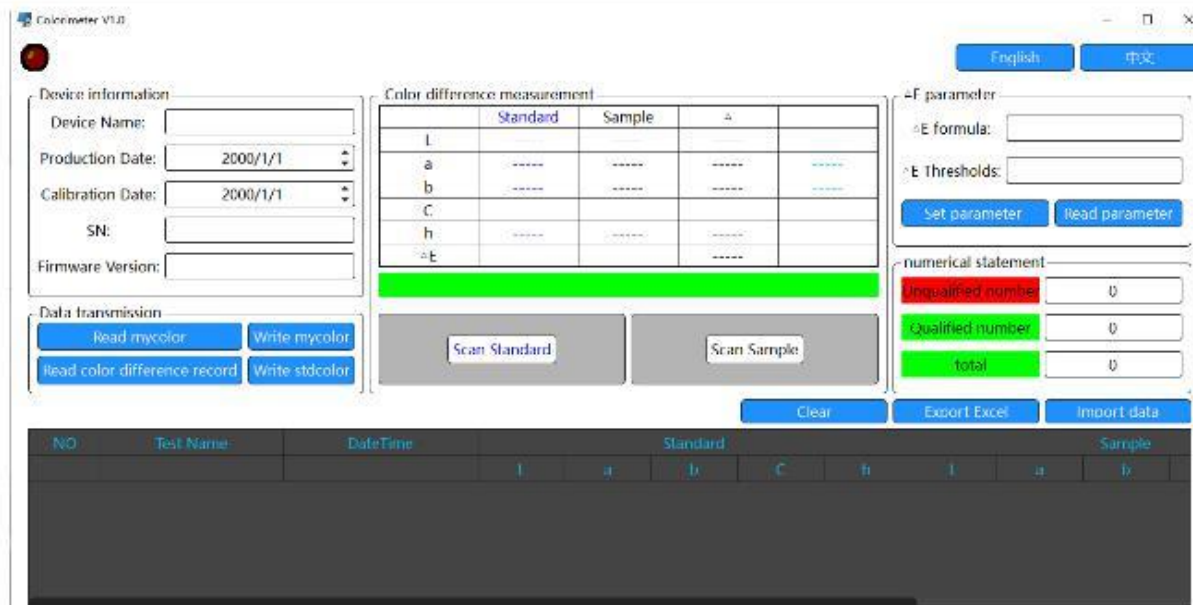 Colorimeter V1.0
English 中文
Device information
Device Name:
Production Date: 2000/1/1
Calibration Date: 2000/1/1
SN:
Firmware Version:
Data transmission
Read mycolor Write mycolor
Read color difference record Write stdcolor
Color difference measurement
Standard Sample △
L
a ----- ----- ----- -----
b ----- ----- ----- -----
C
h ----- ----- -----
△E -----
Scan Standard Scan Sample
△E parameter
△E formula:
△E Thresholds:
Set parameter Read parameter
numerical statement
Unqualified number 0
Qualified number 0
total 0
Clear Export Excel Import data
NO Test Name DateTime Standard Sample
L a b C h L a b